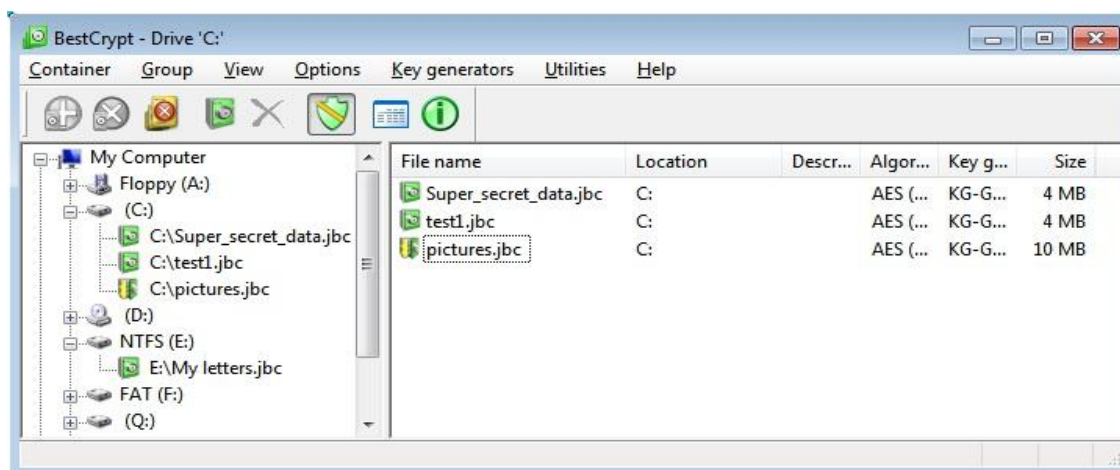 BestCrypt - Drive 'C:'
Container Group View Options Key generators Utilities Help
My Computer
Floppy (A:)
(C:)
C:\Super_secret_data.jbc
C:\test1.jbc
C:\pictures.jbc
(D:)
NTFS (E:)
E:\My letters.jbc
FAT (F:)
(Q:)
File name Location Descr... Algor... Key g... Size
Super_secret_data.jbc C: AES (... KG-G... 4 MB
test1.jbc C: AES (... KG-G... 4 MB
pictures.jbc C: AES (... KG-G... 10 MB